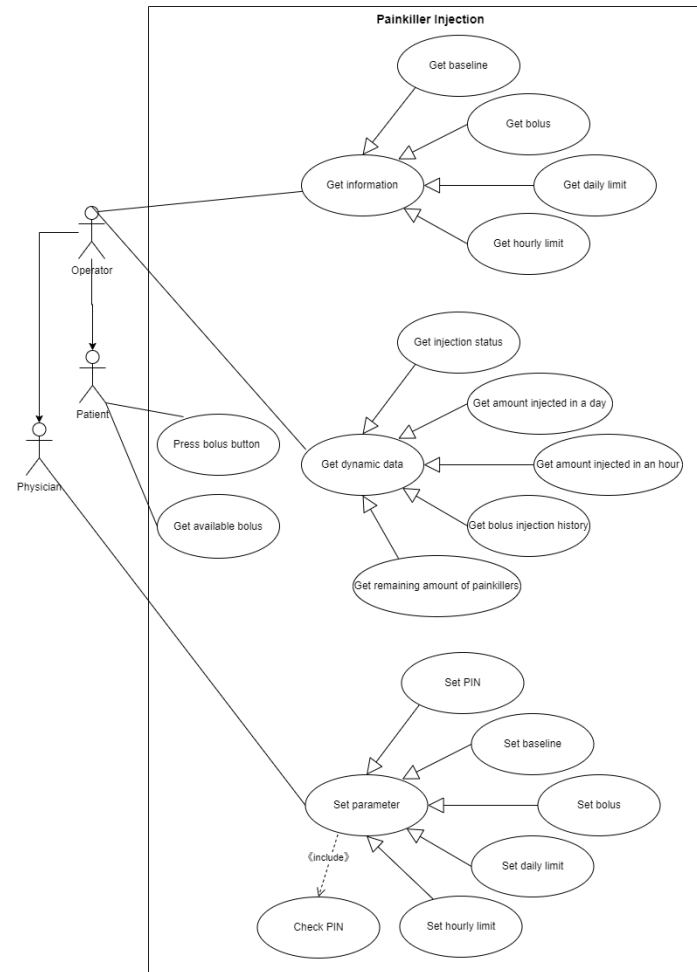 Painkiller Injection
Get baseline
Get bolus
Get information
Get daily limit
Get hourly limit
Operator
Get injection status
Patient
Get amount injected in a day
Press bolus button
Get dynamic data
Get amount injected in an hour
Physician
Get available bolus
Get bolus injection history
Get remaining amount of painkillers
Set PIN
Set baseline
Set parameter
Set bolus
《include》
Set daily limit
Check PIN
Set hourly limit